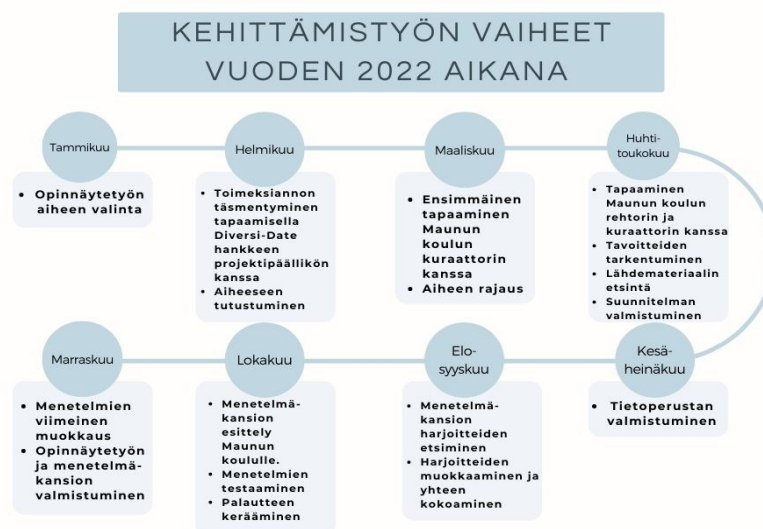 KEHITTÄMISTYÖN VAIHEET
VUODEN 2022 AIKANA
Tammikuu
• Opinnäytetyön
aiheen valinta
Helmikuu
• Toimeksiannon
täsmentyminen
tapaamisella
Diversi-Date
hankkeen
projektipäällikön
kanssa
• Aiheeseen
tutustuminen
Maaliskuu
• Ensimmäinen
tapaaminen
Maunun
koulun
kuraattorin
kanssa
• Aiheen rajaus
Huhti-
toukokuu
• Tapaaminen
Maunun koulun
rehtorin ja
kuraattorin kanssa
• Tavoitteiden
tarkentuminen
• Lähdemateriaalin
etsintä
• Suunnitelman
valmistuminen
Kesä-
heinäkuu
• Tietoperustan
valmistuminen
Elo-
syyskuu
• Menetelmä-
kansion
harjoitteiden
etsiminen
• Harjoitteiden
muokkaaminen ja
yhteen
kokoaminen
Lokakuu
• Menetelmä-
kansion
esittely
Maunun
koululle.
• Menetelmien
testaaminen
• Palautteen
kerääminen
Marraskuu
• Menetelmien
viimeinen
muokkaus
• Opinnäytetyön
ja menetelmä-
kansion
valmistuminen